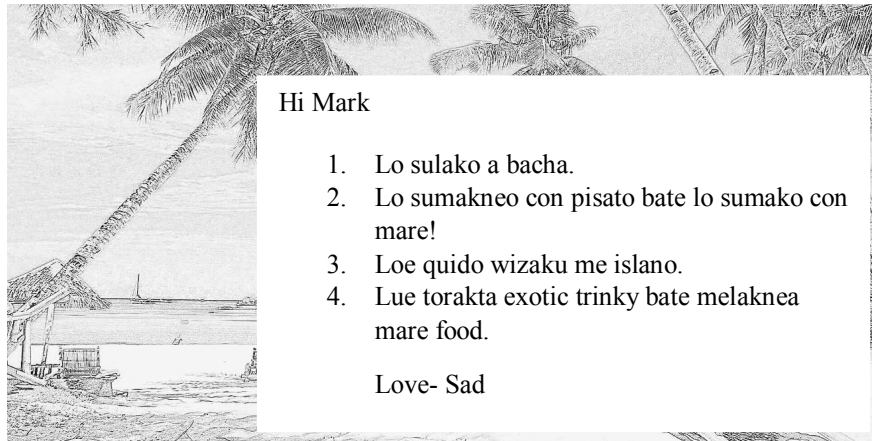 Hi Mark
1. Lo sulako a bacha.
2. Lo sumakneo con pisato bate lo sumako con
mare!
3. Loe quido wizaku me islano.
4. Lue torakta exotic trinky bate melaknea
mare food.
Love- Sad